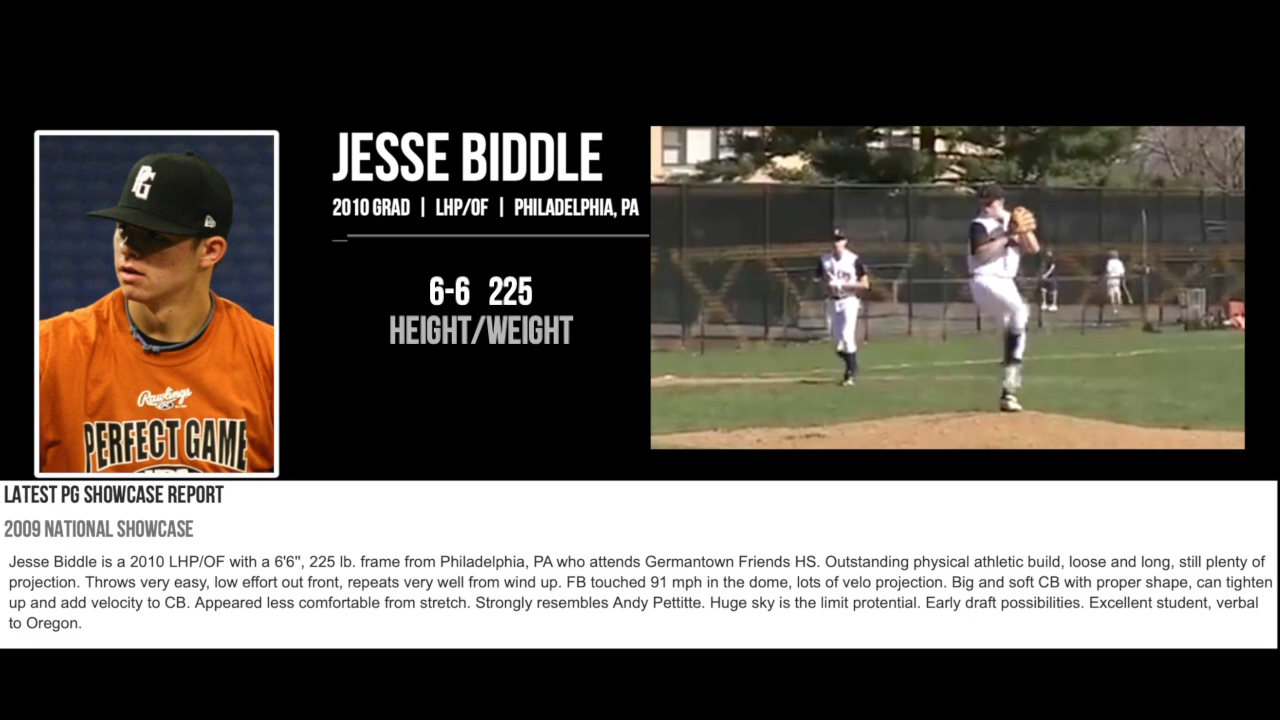 JESSE BIDDLE
2010 GRAD | LHP/OF | PHILADELPHIA, PA
6-6 225
HEIGHT/WEIGHT
PG
Rawlings
PERFECT GAME
LATEST PG SHOWCASE REPORT
2009 NATIONAL SHOWCASE
Jesse Biddle is a 2010 LHP/OF with a 6'6", 225 lb. frame from Philadelphia, PA who attends Germantown Friends HS. Outstanding physical athletic build, loose and long, still plenty of
projection. Throws very easy, low effort out front, repeats very well from wind up. FB touched 91 mph in the dome, lots of velo projection. Big and soft CB with proper shape, can tighten
up and add velocity to CB. Appeared less comfortable from stretch. Strongly resembles Andy Pettitte. Huge sky is the limit protential. Early draft possibilities. Excellent student, verbal
to Oregon.